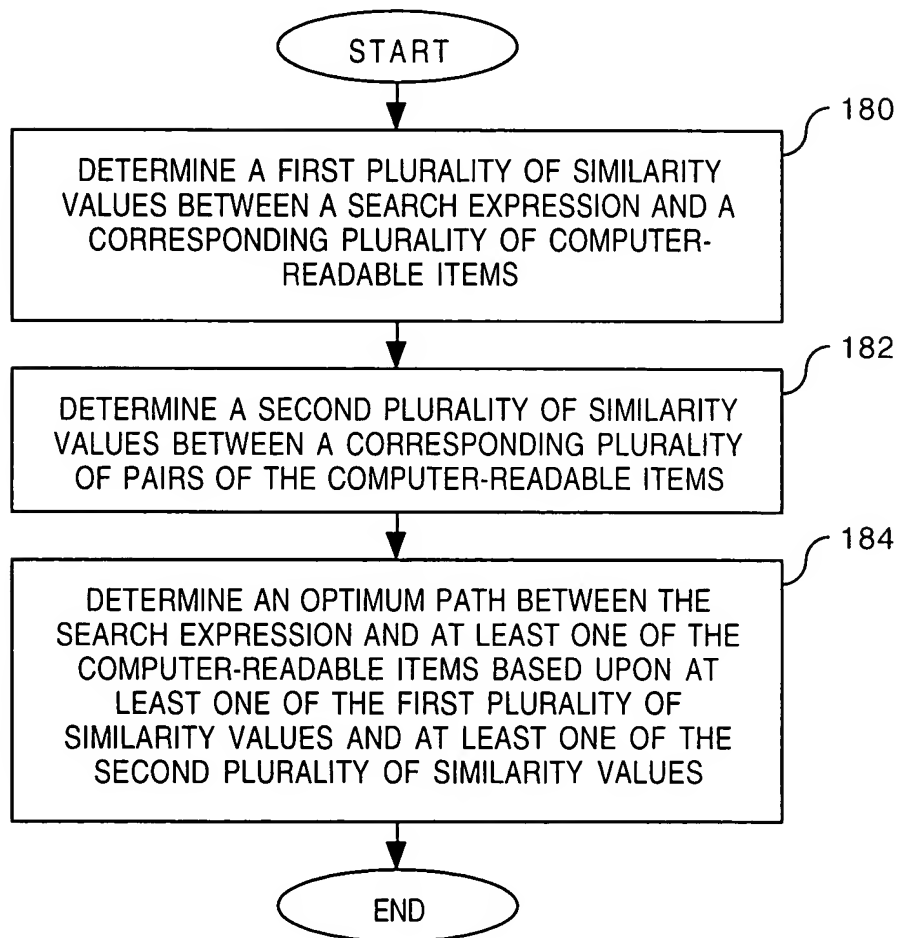 START
180
DETERMINE A FIRST PLURALITY OF SIMILARITY
VALUES BETWEEN A SEARCH EXPRESSION AND A
CORRESPONDING PLURALITY OF COMPUTER-
READABLE ITEMS
182
DETERMINE A SECOND PLURALITY OF SIMILARITY
VALUES BETWEEN A CORRESPONDING PLURALITY
OF PAIRS OF THE COMPUTER-READABLE ITEMS
184
DETERMINE AN OPTIMUM PATH BETWEEN THE
SEARCH EXPRESSION AND AT LEAST ONE OF THE
COMPUTER-READABLE ITEMS BASED UPON AT
LEAST ONE OF THE FIRST PLURALITY OF
SIMILARITY VALUES AND AT LEAST ONE OF THE
SECOND PLURALITY OF SIMILARITY VALUES
END